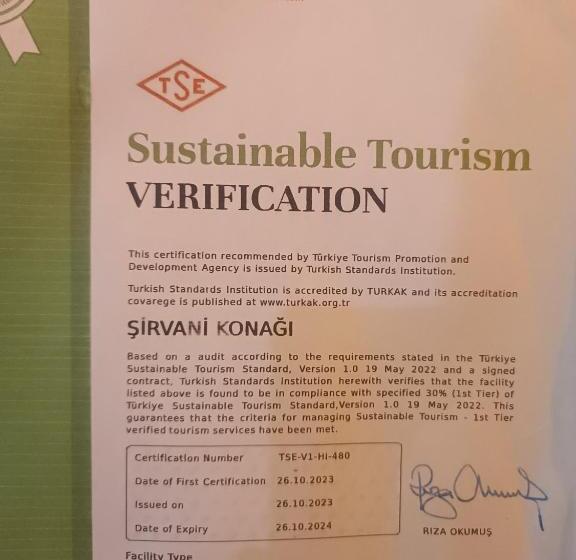 TSE
Sustainable Tourism
VERIFICATION
This certification recommended by Türkiye Tourism Promotion and
Development Agency is issued by Turkish Standards Institution.
Turkish Standards Institution is accredited by TURKAK and its accreditation
covarege is published at www.turkak.org.tr
ŞİRVANİ KONAĞI
Based on a audit according to the requirements stated in the Türkiye
Sustainable Tourism Standard, Version 1.0 19 May 2022 and a signed
contract, Turkish Standards Institution herewith verifies that the facility
listed above is found to be in compliance with specified 30% (1st Tier) of
Türkiye Sustainable Tourism Standard,Version 1.0 19 May 2022. This
guarantees that the criteria for managing Sustainable Tourism - 1st Tier
verified tourism services have been met.
Certification Number TSE-V1-HI-480
Date of First Certification 26.10.2023
Issued on 26.10.2023
Date of Expiry 26.10.2024
RIZA OKUMUŞ
Facility Type